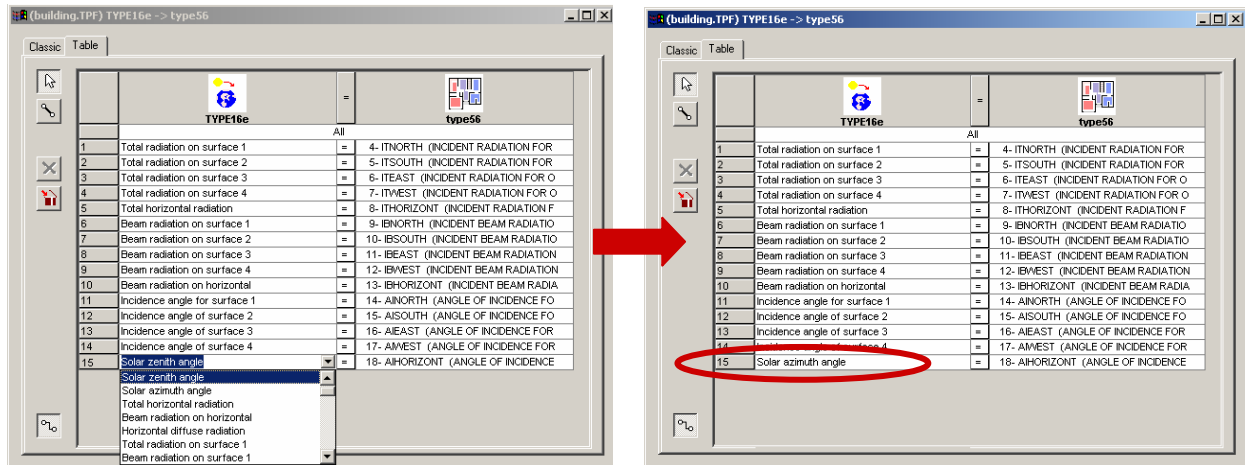 (building.TPF) TYPE16e -> type56
Classic Table
TYPE16e = type56
All
1 Total radiation on surface 1 = 4- ITNORTH (INCIDENT RADIATION FOR
2 Total radiation on surface 2 = 5- ITSOUTH (INCIDENT RADIATION FOR
3 Total radiation on surface 3 = 6- ITEAST (INCIDENT RADIATION FOR O
4 Total radiation on surface 4 = 7- ITWEST (INCIDENT RADIATION FOR O
5 Total horizontal radiation = 8- ITHORIZONT (INCIDENT RADIATION F
6 Beam radiation on surface 1 = 9- IBNORTH (INCIDENT BEAM RADIATIO
7 Beam radiation on surface 2 = 10- IBSOUTH (INCIDENT BEAM RADIATIO
8 Beam radiation on surface 3 = 11- IBEAST (INCIDENT BEAM RADIATION
9 Beam radiation on surface 4 = 12- IBWEST (INCIDENT BEAM RADIATION
10 Beam radiation on horizontal = 13- IBHORIZONT (INCIDENT BEAM RADIA
11 Incidence angle for surface 1 = 14- AINORTH (ANGLE OF INCIDENCE FO
12 Incidence angle of surface 2 = 15- AISOUTH (ANGLE OF INCIDENCE FO
13 Incidence angle of surface 3 = 16- AIEAST (ANGLE OF INCIDENCE FOR
14 Incidence angle of surface 4 = 17- AIWEST (ANGLE OF INCIDENCE FOR
15 Solar zenith angle = 18- AIHORIZONT (ANGLE OF INCIDENCE
Solar zenith angle
Solar azimuth angle
Total horizontal radiation
Beam radiation on horizontal
Horizontal diffuse radiation
Total radiation on surface 1
Beam radiation on surface 1
(building.TPF) TYPE16e -> type56
Classic Table
TYPE16e = type56
All
1 Total radiation on surface 1 = 4- ITNORTH (INCIDENT RADIATION FOR
2 Total radiation on surface 2 = 5- ITSOUTH (INCIDENT RADIATION FOR
3 Total radiation on surface 3 = 6- ITEAST (INCIDENT RADIATION FOR O
4 Total radiation on surface 4 = 7- ITWEST (INCIDENT RADIATION FOR O
5 Total horizontal radiation = 8- ITHORIZONT (INCIDENT RADIATION F
6 Beam radiation on surface 1 = 9- IBNORTH (INCIDENT BEAM RADIATIO
7 Beam radiation on surface 2 = 10- IBSOUTH (INCIDENT BEAM RADIATIO
8 Beam radiation on surface 3 = 11- IBEAST (INCIDENT BEAM RADIATION
9 Beam radiation on surface 4 = 12- IBWEST (INCIDENT BEAM RADIATION
10 Beam radiation on horizontal = 13- IBHORIZONT (INCIDENT BEAM RADIA
11 Incidence angle for surface 1 = 14- AINORTH (ANGLE OF INCIDENCE FO
12 Incidence angle of surface 2 = 15- AISOUTH (ANGLE OF INCIDENCE FO
13 Incidence angle of surface 3 = 16- AIEAST (ANGLE OF INCIDENCE FOR
14 Incidence angle of surface 4 = 17- AIWEST (ANGLE OF INCIDENCE FOR
15 Solar azimuth angle = 18- AIHORIZONT (ANGLE OF INCIDENCE